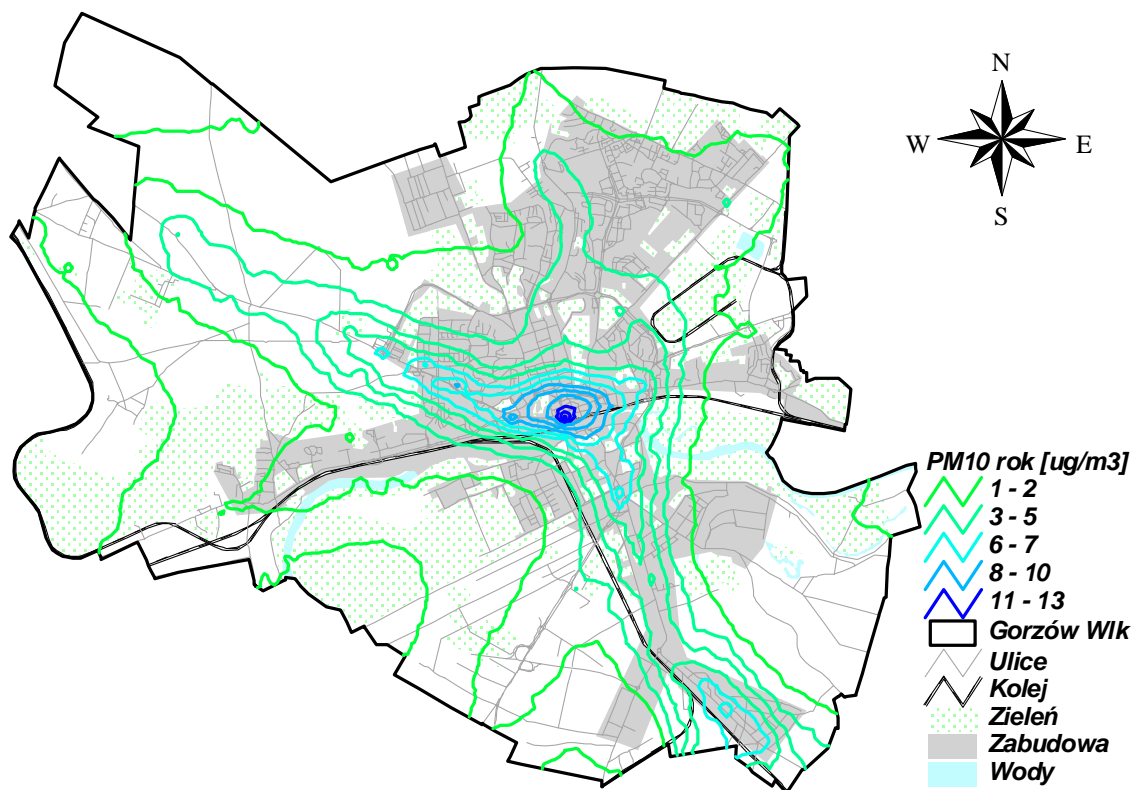 N
W
E
S
PM10 rok [ug/m3]
1 - 2
3 - 5
6 - 7
8 - 10
11 - 13
Gorzów Wlk
Ulice
Kolej
Zieleń
Zabudowa
Wody